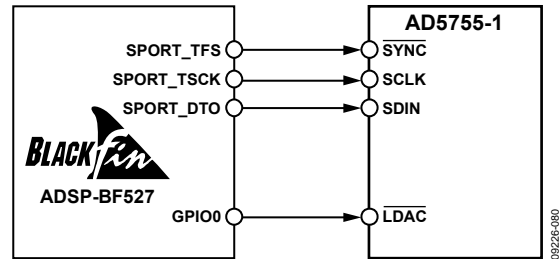 AD5755-1
SPORT_TFS
SYNC
SPORT_TSCK
SCLK
SPORT_DTO
SDIN
BLACKfin
ADSP-BF527
GPIO0
LDAC
09226-080